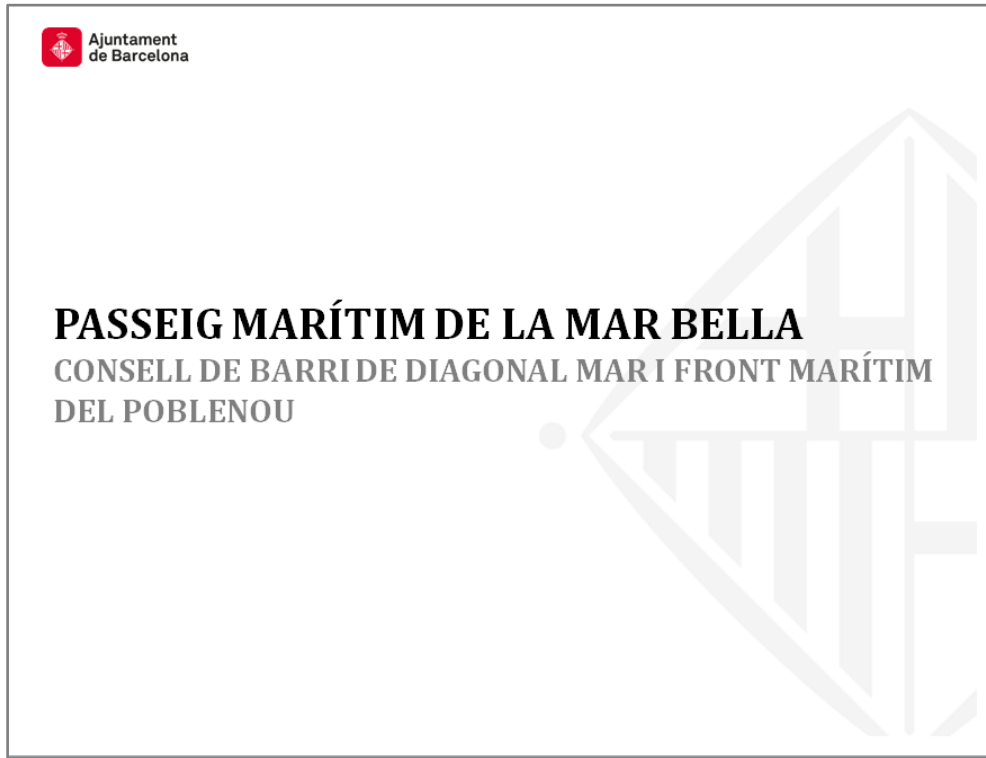 Ajuntament
de Barcelona
PASSEIG MARÍTIM DE LA MAR BELLA
CONSELL DE BARRI DE DIAGONAL MAR I FRONT MARÍTIM
DEL POBLENOU